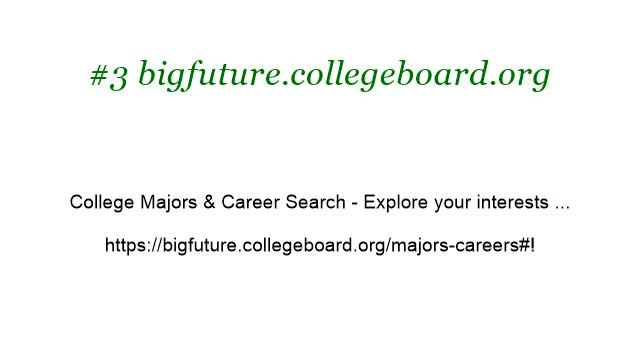 #3 bigfuture.collegeboard.org
College Majors & Career Search - Explore your interests ...
https://bigfuture.collegeboard.org/majors-careers#!